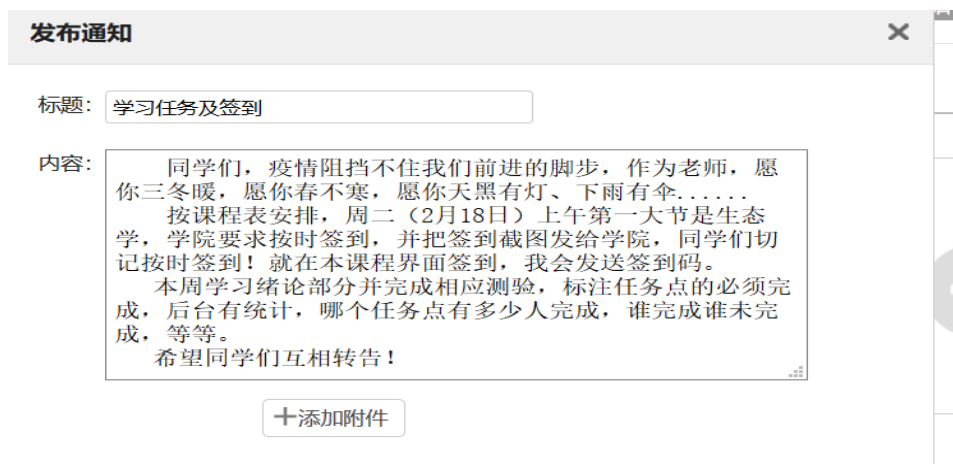 发布通知
标题：学习任务及签到
内容：
同学们，疫情阻挡不住我们前进的脚步，作为老师，愿
你三冬暖，愿你春不寒，愿你天黑有灯、下雨有伞......
按课程表安排，周二（2月18日）上午第一大节是生态
学，学院要求按时签到，并把签到截图发给学院，同学们切
记按时签到！就在本课程界面签到，我会发送签到码。
本周学习绪论部分并完成相应测验，标注任务点的必须完
成，后台有统计，哪个任务点有多少人完成，谁完成谁未完
成，等等。
希望同学们互相转告！
添加附件